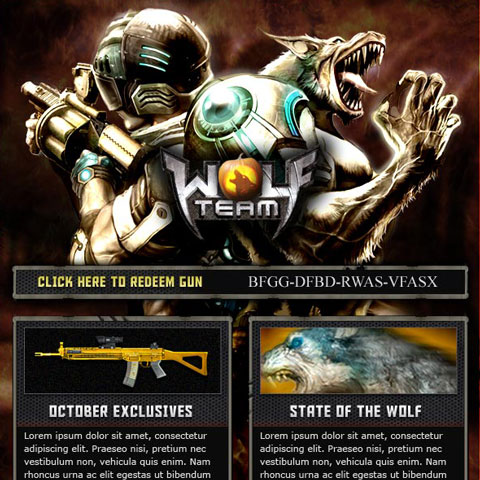 WOLF
TEAM
CLICK HERE TO REDEEM GUN BFGG-DFBD-RWAS-VFASX
OCTOBER EXCLUSIVES
Lorem ipsum dolor sit amet, consectetur
adipiscing elit. Praeseo nisi, pretium nec
vestibulum non, vehicula quis enim. Nam
rhoncus urna ac elit egestas ut bibendum
STATE OF THE WOLF
Lorem ipsum dolor sit amet, consectetur
adipiscing elit. Praeseo nisi, pretium nec
vestibulum non, vehicula quis enim. Nam
rhoncus urna ac elit egestas ut bibendum